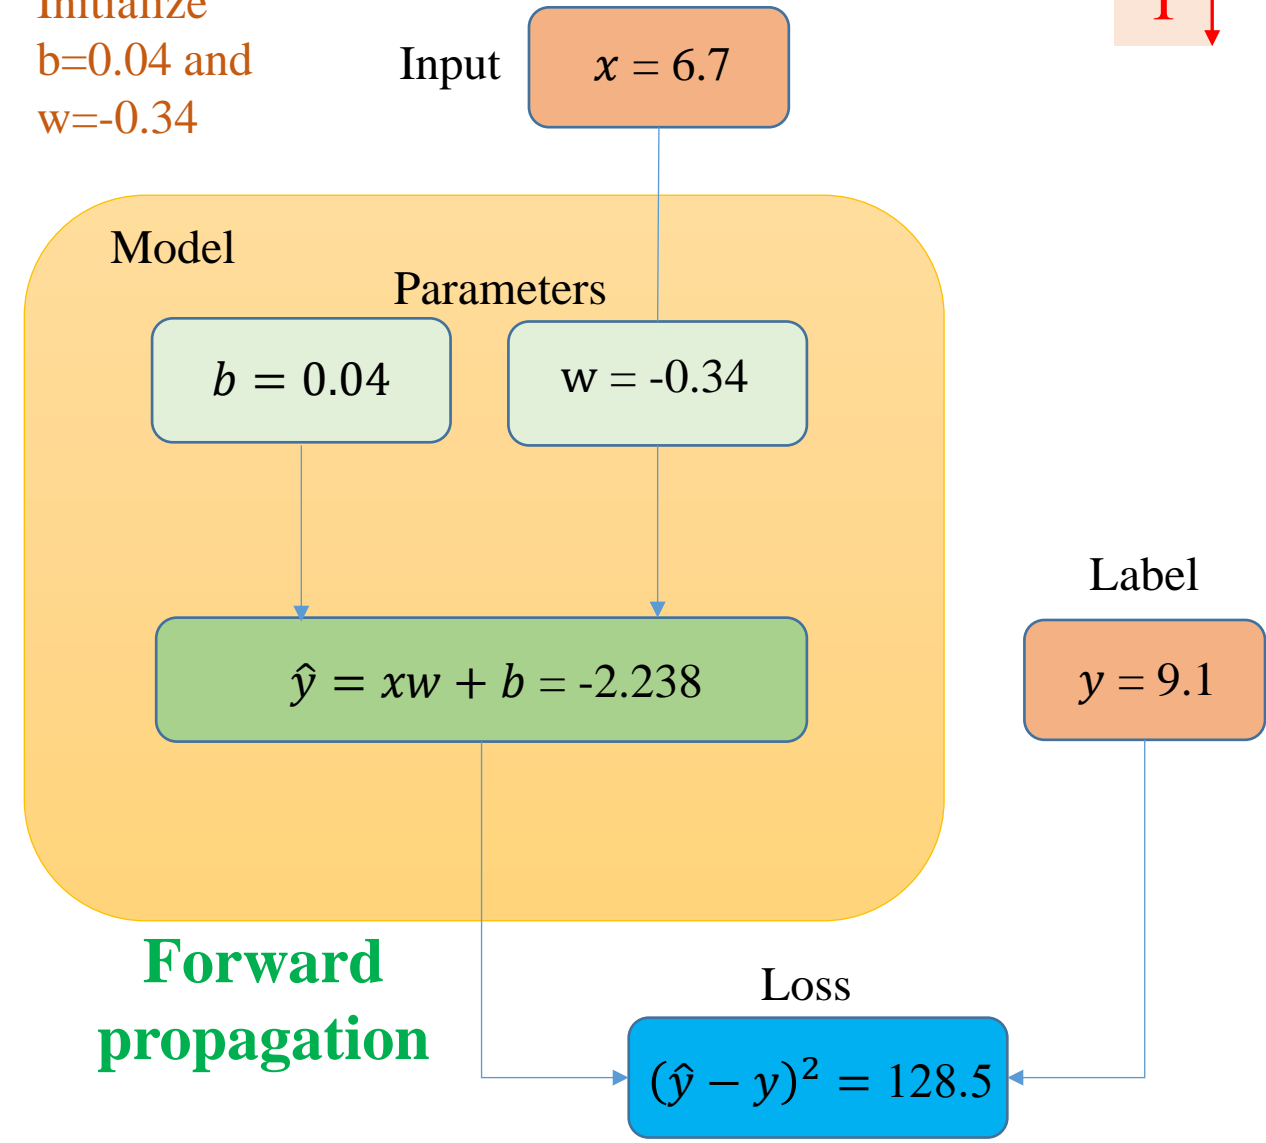 Initialize
b=0.04 and
w=-0.34
Input
x = 6.7
Model
Parameters
b = 0.04
w = -0.34
ŷ = xw + b = -2.238
Label
y = 9.1
Forward
propagation
Loss
(ŷ − y)² = 128.5